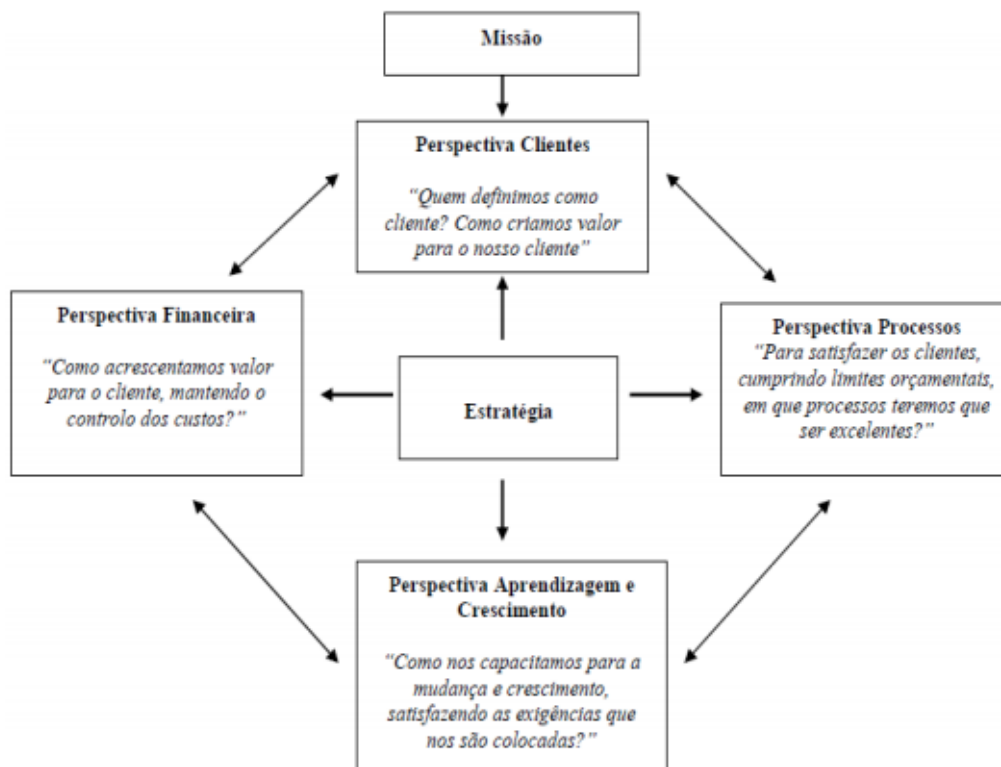 Missão
Perspectiva Clientes
“Quem definimos como
cliente? Como criamos valor
para o nosso cliente”
Perspectiva Financeira
“Como acrescentamos valor
para o cliente, mantendo o
controlo dos custos?”
Estratégia
Perspectiva Processos
“Para satisfazer os clientes,
cumprindo limites orçamentais,
em que processos teremos que
ser excelentes?”
Perspectiva Aprendizagem e
Crescimento
“Como nos capacitamos para a
mudança e crescimento,
satisfazendo as exigências que
nos são colocadas?”